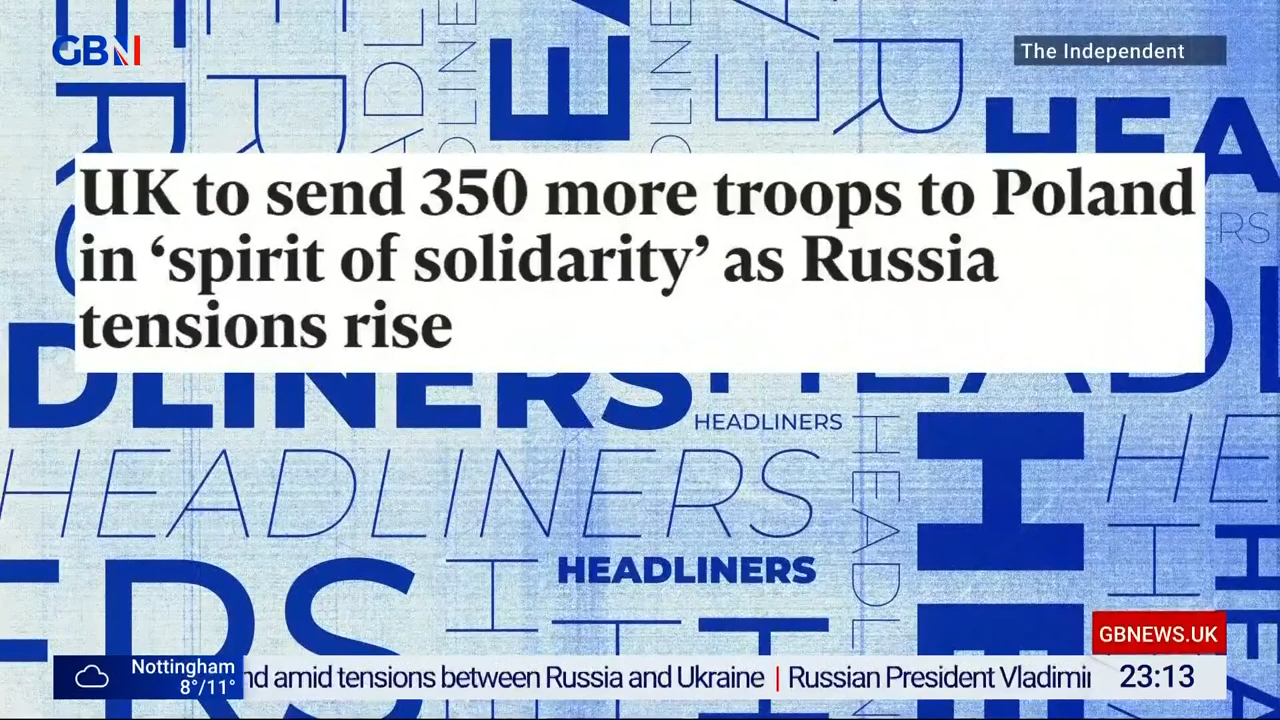 GBN
The Independent
UK to send 350 more troops to Poland
in ‘spirit of solidarity’ as Russia
tensions rise
DLINERS
HEADLINERS
HEADLINERS
HEADLINERS
GBNEWS.UK
Nottingham
8°/11°
nd amid tensions between Russia and Ukraine | Russian President Vladimi
23:13